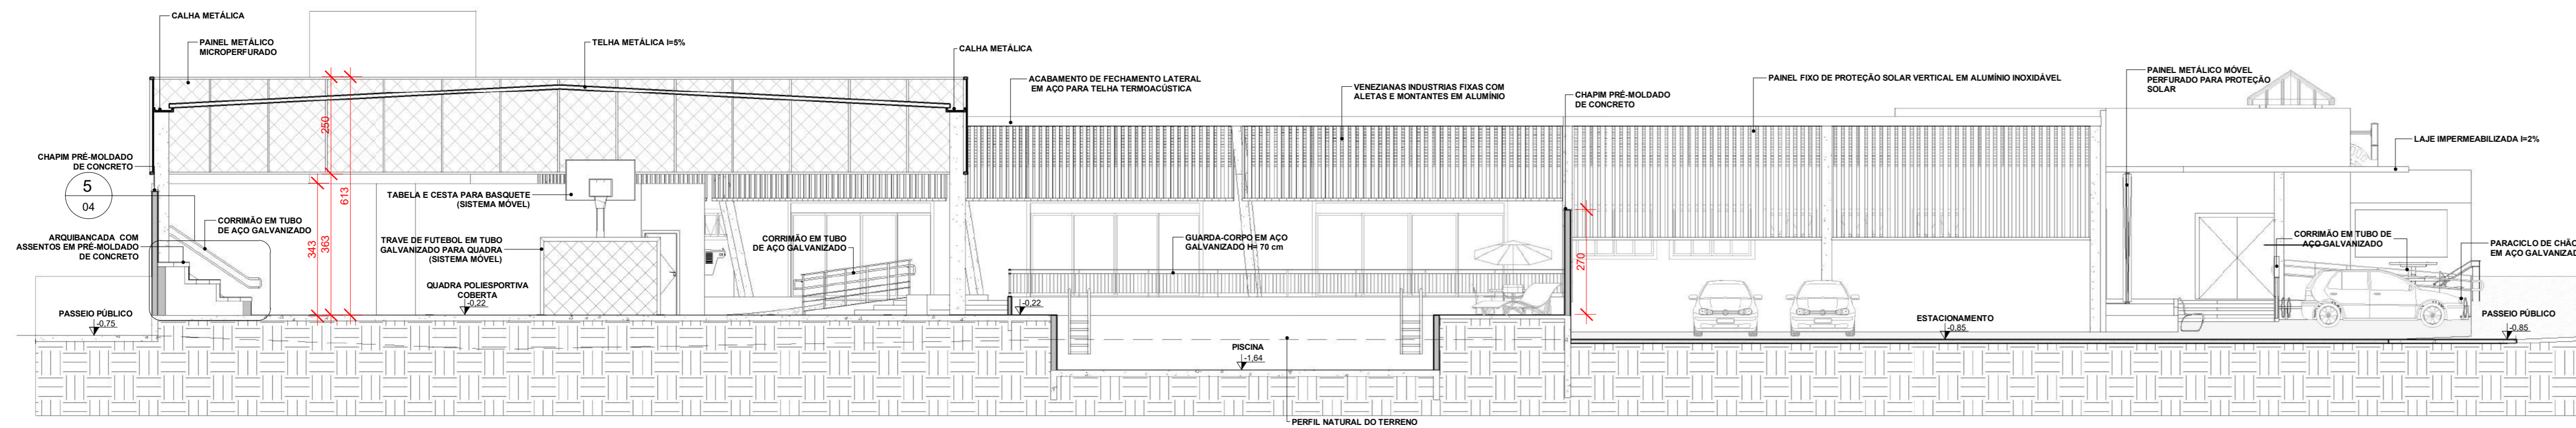 CALHA METÁLICA
PAINEL METÁLICO
MICROPERFURADO
TELHA METÁLICA I=5%
CALHA METÁLICA
ACABAMENTO DE FECHAMENTO LATERAL
EM AÇO PARA TELHA TERMOACÚSTICA
VENEZIANAS INDUSTRIAS FIXAS COM
ALETAS E MONTANTES EM ALUMÍNIO
CHAPIM PRÉ-MOLDADO
DE CONCRETO
PAINEL FIXO DE PROTEÇÃO SOLAR VERTICAL EM ALUMÍNIO INOXIDÁVEL
PAINEL METÁLICO MÓVEL
PERFURADO PARA PROTEÇÃO
SOLAR
LAJE IMPERMEABILIZADA I=2%
CHAPIM PRÉ-MOLDADO
DE CONCRETO
5
04
250
613
343
363
CORRIMÃO EM TUBO
DE AÇO GALVANIZADO
ARQUIBANCADA COM
ASSENTOS EM PRÉ-MOLDADO
DE CONCRETO
TABELA E CESTA PARA BASQUETE
(SISTEMA MÓVEL)
TRAVE DE FUTEBOL EM TUBO
GALVANIZADO PARA QUADRA
(SISTEMA MÓVEL)
QUADRA POLIESPORTIVA
COBERTA
-0,22
CORRIMÃO EM TUBO
DE AÇO GALVANIZADO
GUARDA-CORPO EM AÇO
GALVANIZADO H= 70 cm
-0,22
270
CORRIMÃO EM TUBO DE
AÇO GALVANIZADO
PARACICLO DE CHÃO
EM AÇO GALVANIZAD
PASSEIO PÚBLICO
-0,75
PISCINA
-1,64
ESTACIONAMENTO
-0,85
PASSEIO PÚBLICO
-0,85
PERFIL NATURAL DO TERRENO